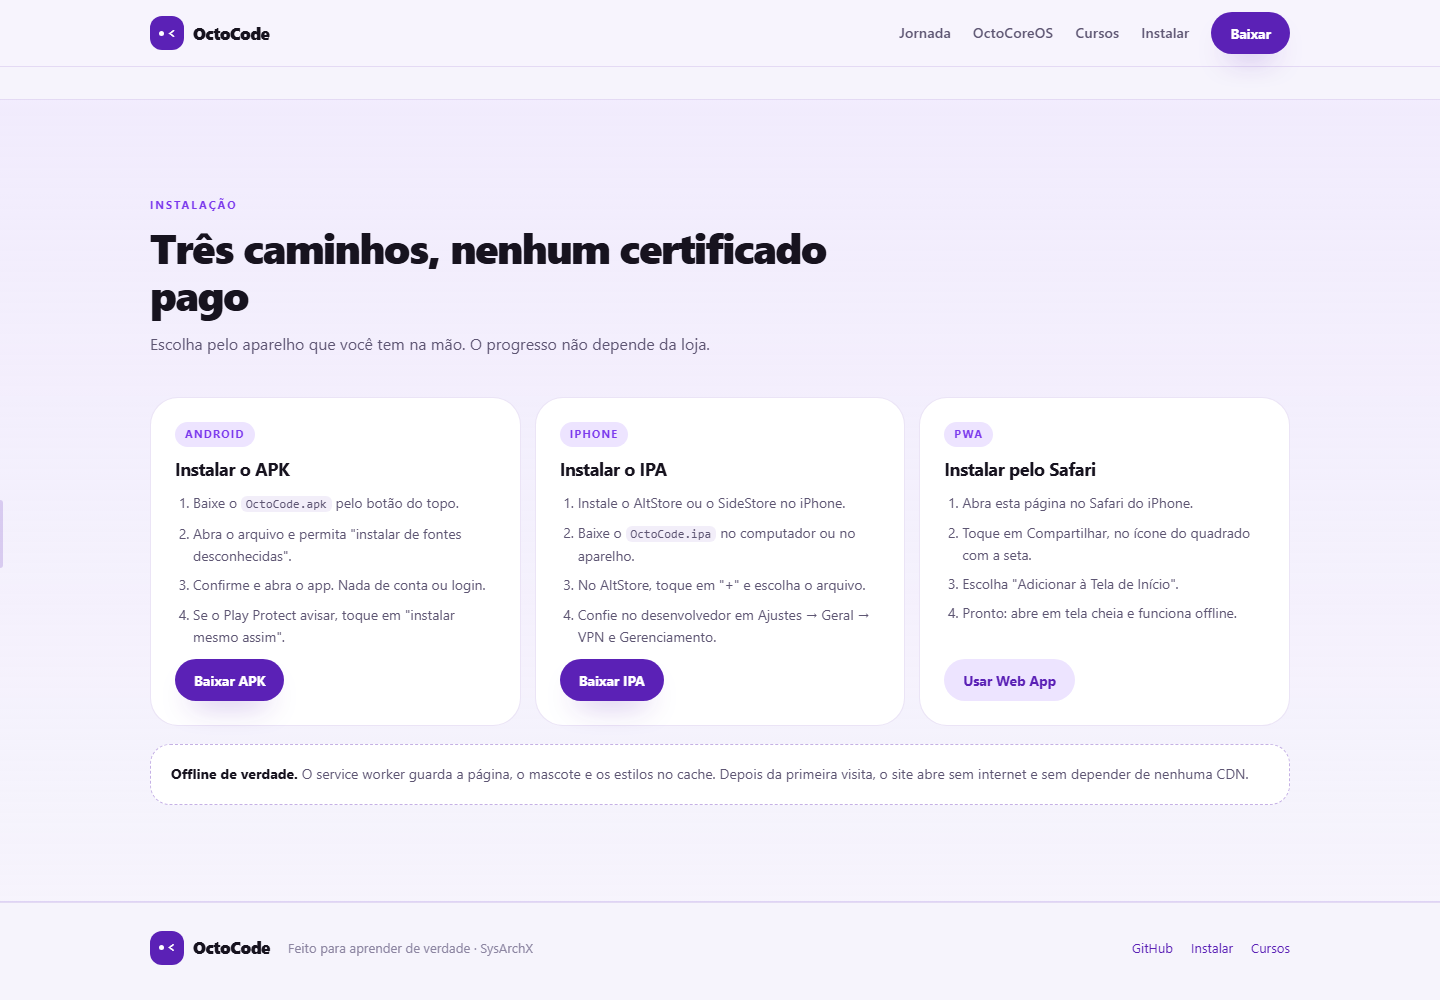 OctoCode
Jornada OctoCoreOS Cursos Instalar Baixar
INSTALAÇÃO
Três caminhos, nenhum certificado
pago
Escolha pelo aparelho que você tem na mão. O progresso não depende da loja.
ANDROID
Instalar o APK
1. Baixe o OctoCode.apk pelo botão do topo.
2. Abra o arquivo e permita "instalar de fontes
desconhecidas".
3. Confirme e abra o app. Nada de conta ou login.
4. Se o Play Protect avisar, toque em "instalar
mesmo assim".
Baixar APK
IPHONE
Instalar o IPA
1. Instale o AltStore ou o SideStore no iPhone.
2. Baixe o OctoCode.ipa no computador ou no
aparelho.
3. No AltStore, toque em "+" e escolha o arquivo.
4. Confie no desenvolvedor em Ajustes → Geral →
VPN e Gerenciamento.
Baixar IPA
PWA
Instalar pelo Safari
1. Abra esta página no Safari do iPhone.
2. Toque em Compartilhar, no ícone do quadrado
com a seta.
3. Escolha "Adicionar à Tela de Início".
4. Pronto: abre em tela cheia e funciona offline.
Usar Web App
Offline de verdade. O service worker guarda a página, o mascote e os estilos no cache. Depois da primeira visita, o site abre sem internet e sem depender de nenhuma CDN.
OctoCode Feito para aprender de verdade · SysArchX
GitHub Instalar Cursos